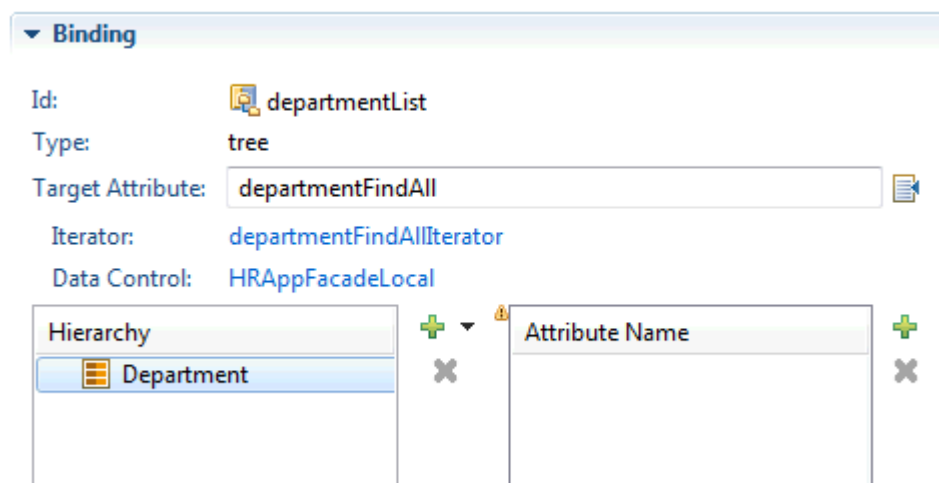 Binding
Id: departmentList
Type: tree
Target Attribute: departmentFindAll
Iterator: departmentFindAllIterator
Data Control: HRAppFacadeLocal
Hierarchy Attribute Name
Department